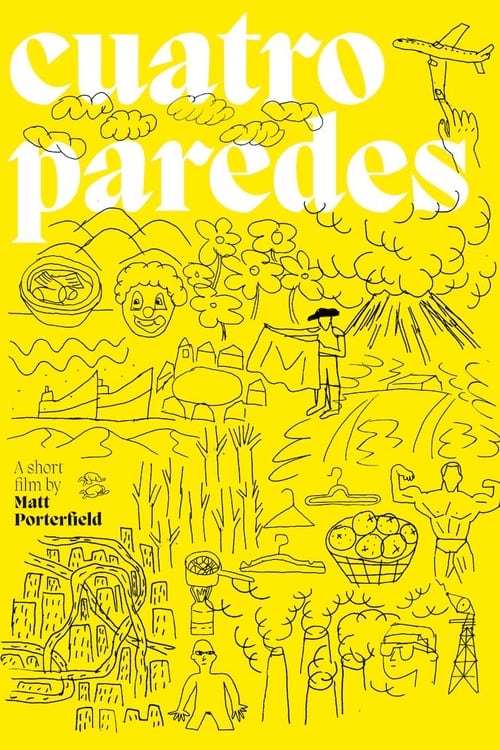 cuatro
paredes
A short
film by
Matt
Porterfield